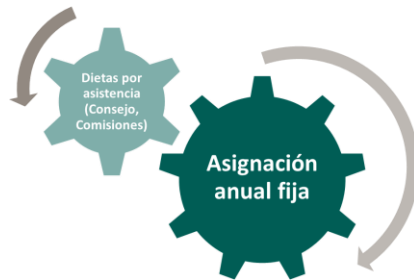 Dietas por
asistencia
(Consejo,
Comisiones)
Asignación
anual fija